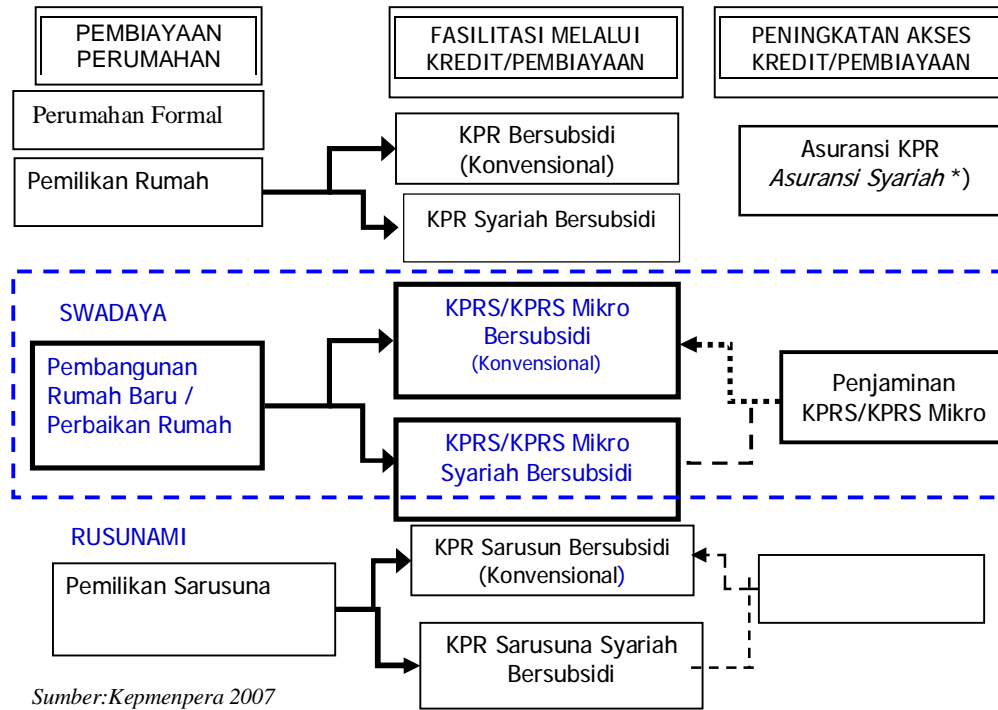 PEMBIAYAAN
PERUMAHAN
FASILITASI MELALUI
KREDIT/PEMBIAYAAN
PENINGKATAN AKSES
KREDIT/PEMBIAYAAN
Perumahan Formal
Pemilikan Rumah
KPR Bersubsidi
(Konvensional)
KPR Syariah Bersubsidi
Asuransi KPR
Asuransi Syariah *)
SWADAYA
Pembangunan
Rumah Baru /
Perbaikan Rumah
KPRS/KPRS Mikro
Bersubsidi
(Konvensional)
KPRS/KPRS Mikro
Syariah Bersubsidi
Penjaminan
KPRS/KPRS Mikro
RUSUNAMI
Pemilikan Sarusuna
KPR Sarusun Bersubsidi
(Konvensional)
KPR Sarusuna Syariah
Bersubsidi
Sumber:Kepmenpera 2007